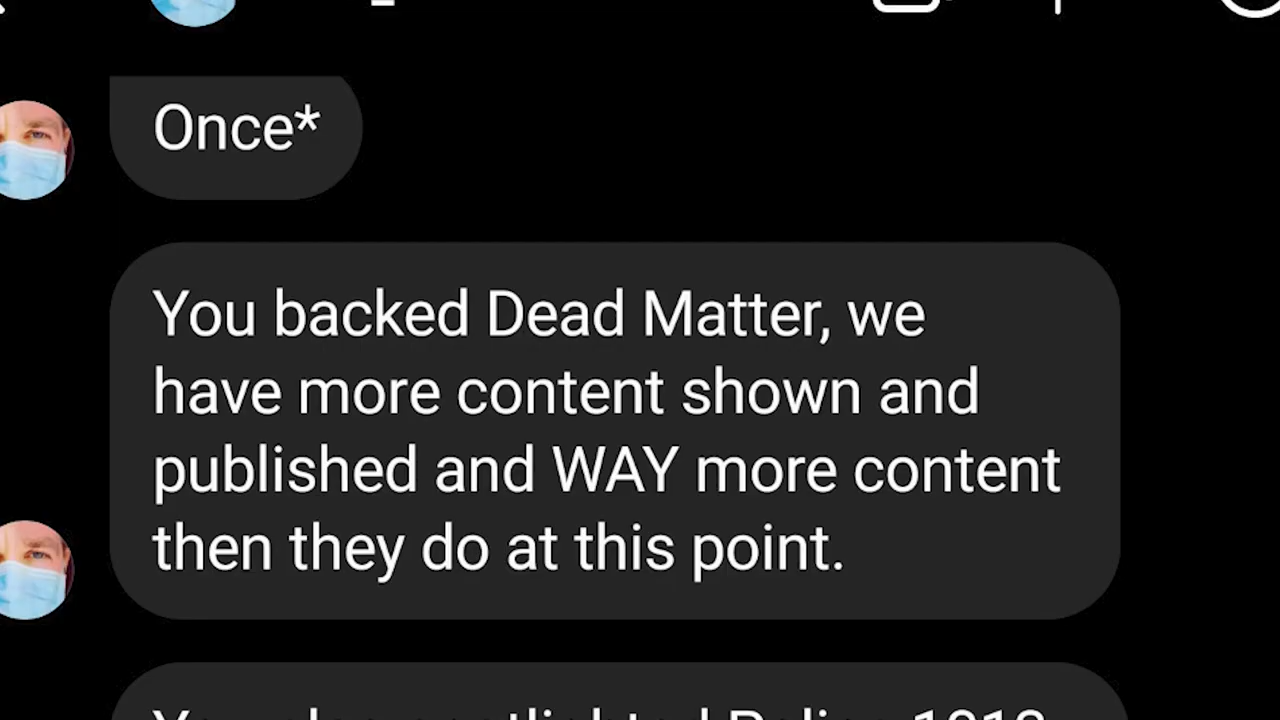 Once*
You backed Dead Matter, we
have more content shown and
published and WAY more content
then they do at this point.